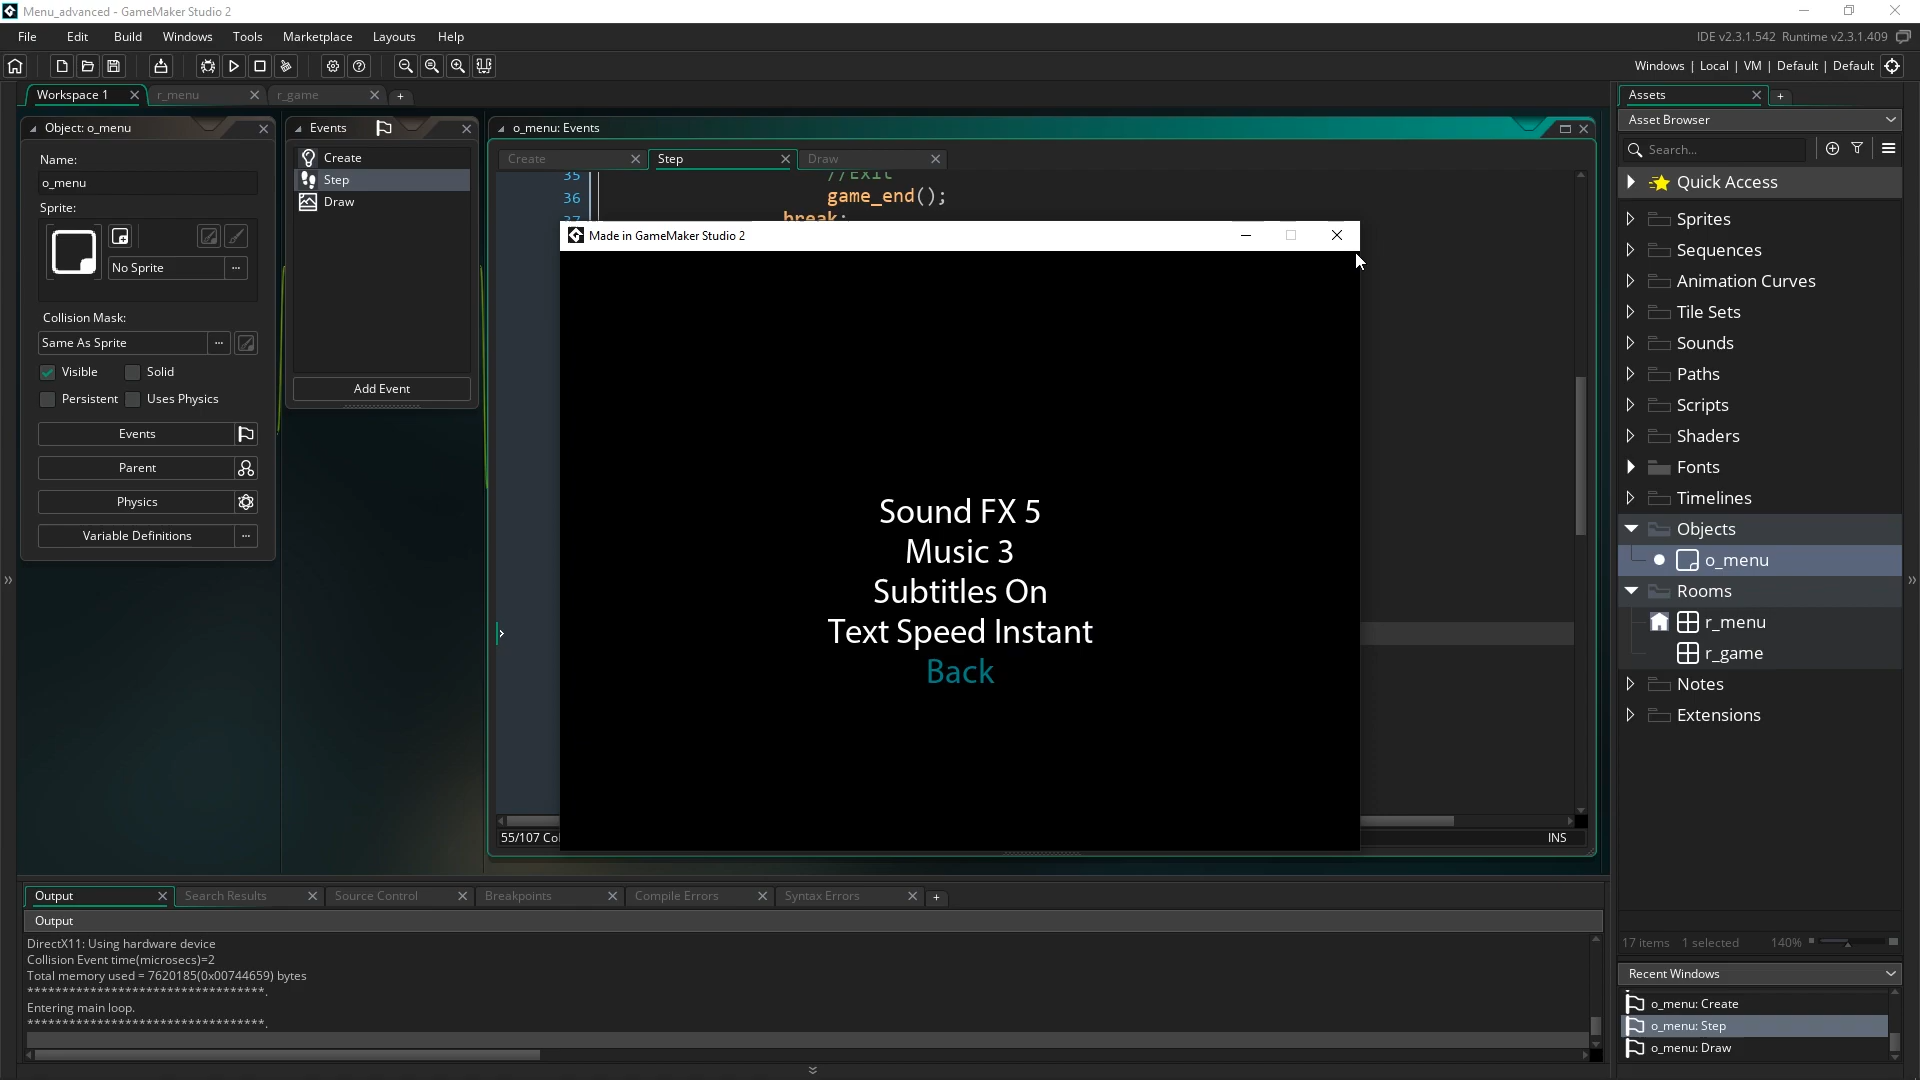 Menu_advanced - GameMaker Studio 2
File Edit Build Windows Tools Marketplace Layouts Help
IDE v2.3.1.542 Runtime v2.3.1.409
Windows | Local | VM | Default | Default
Workspace 1
r_menu
r_game
Object: o_menu
Name:
o_menu
Sprite:
No Sprite
Collision Mask:
Same As Sprite
Visible
Solid
Persistent
Uses Physics
Events
Parent
Physics
Variable Definitions
Events
Create
Step
Draw
Add Event
o_menu: Events
Create
Step
Draw
35 //Exit
36 game_end();
37 break;
Made in GameMaker Studio 2
Sound FX 5
Music 3
Subtitles On
Text Speed Instant
Back
INS
Output
Search Results
Source Control
Breakpoints
Compile Errors
Syntax Errors
Output
DirectX11: Using hardware device
Collision Event time(microsecs)=2
Total memory used = 7620185(0x00744659) bytes
**********************************.
Entering main loop.
**********************************.
Assets
Asset Browser
Search...
Quick Access
Sprites
Sequences
Animation Curves
Tile Sets
Sounds
Paths
Scripts
Shaders
Fonts
Timelines
Objects
o_menu
Rooms
r_menu
r_game
Notes
Extensions
17 items 1 selected 140%
Recent Windows
o_menu: Create
o_menu: Step
o_menu: Draw